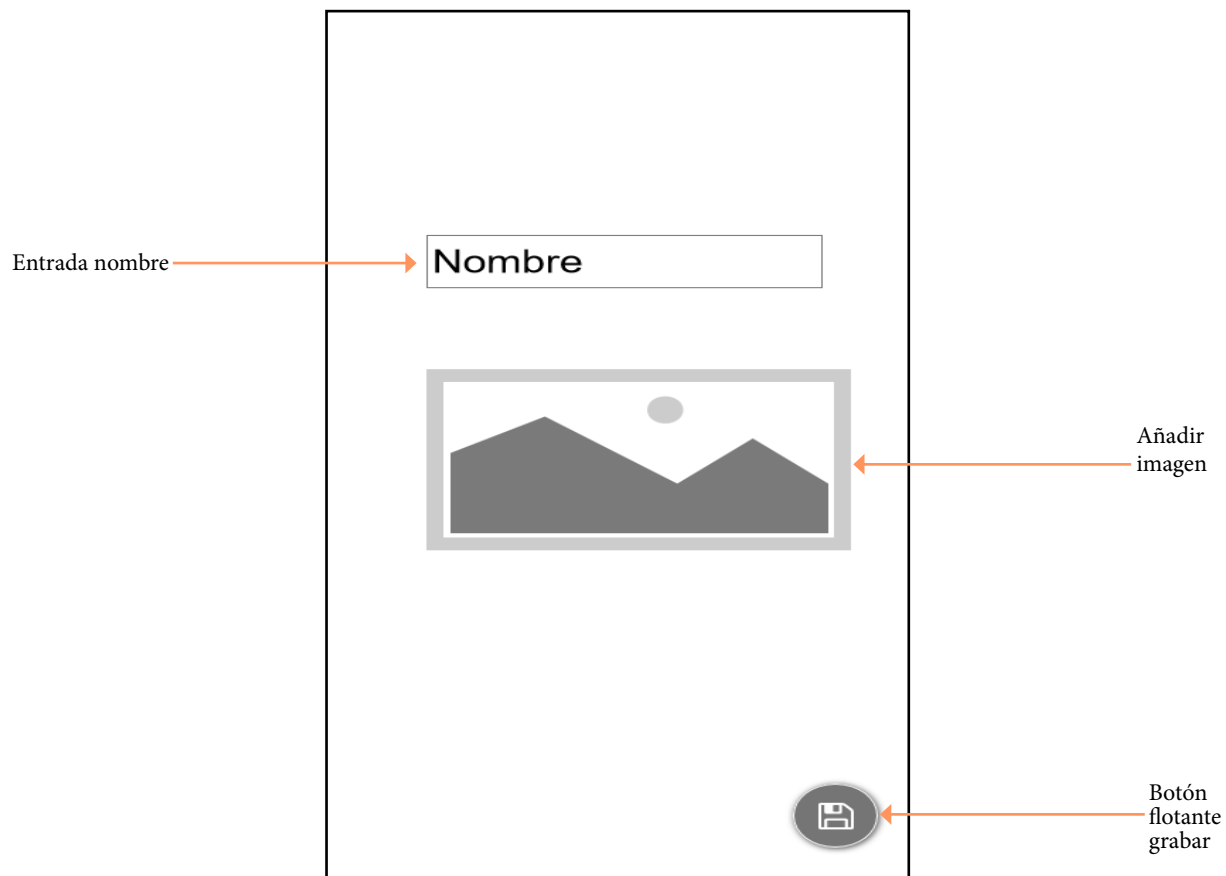 Entrada nombre
Nombre
Añadir
imagen
Botón
flotante
grabar